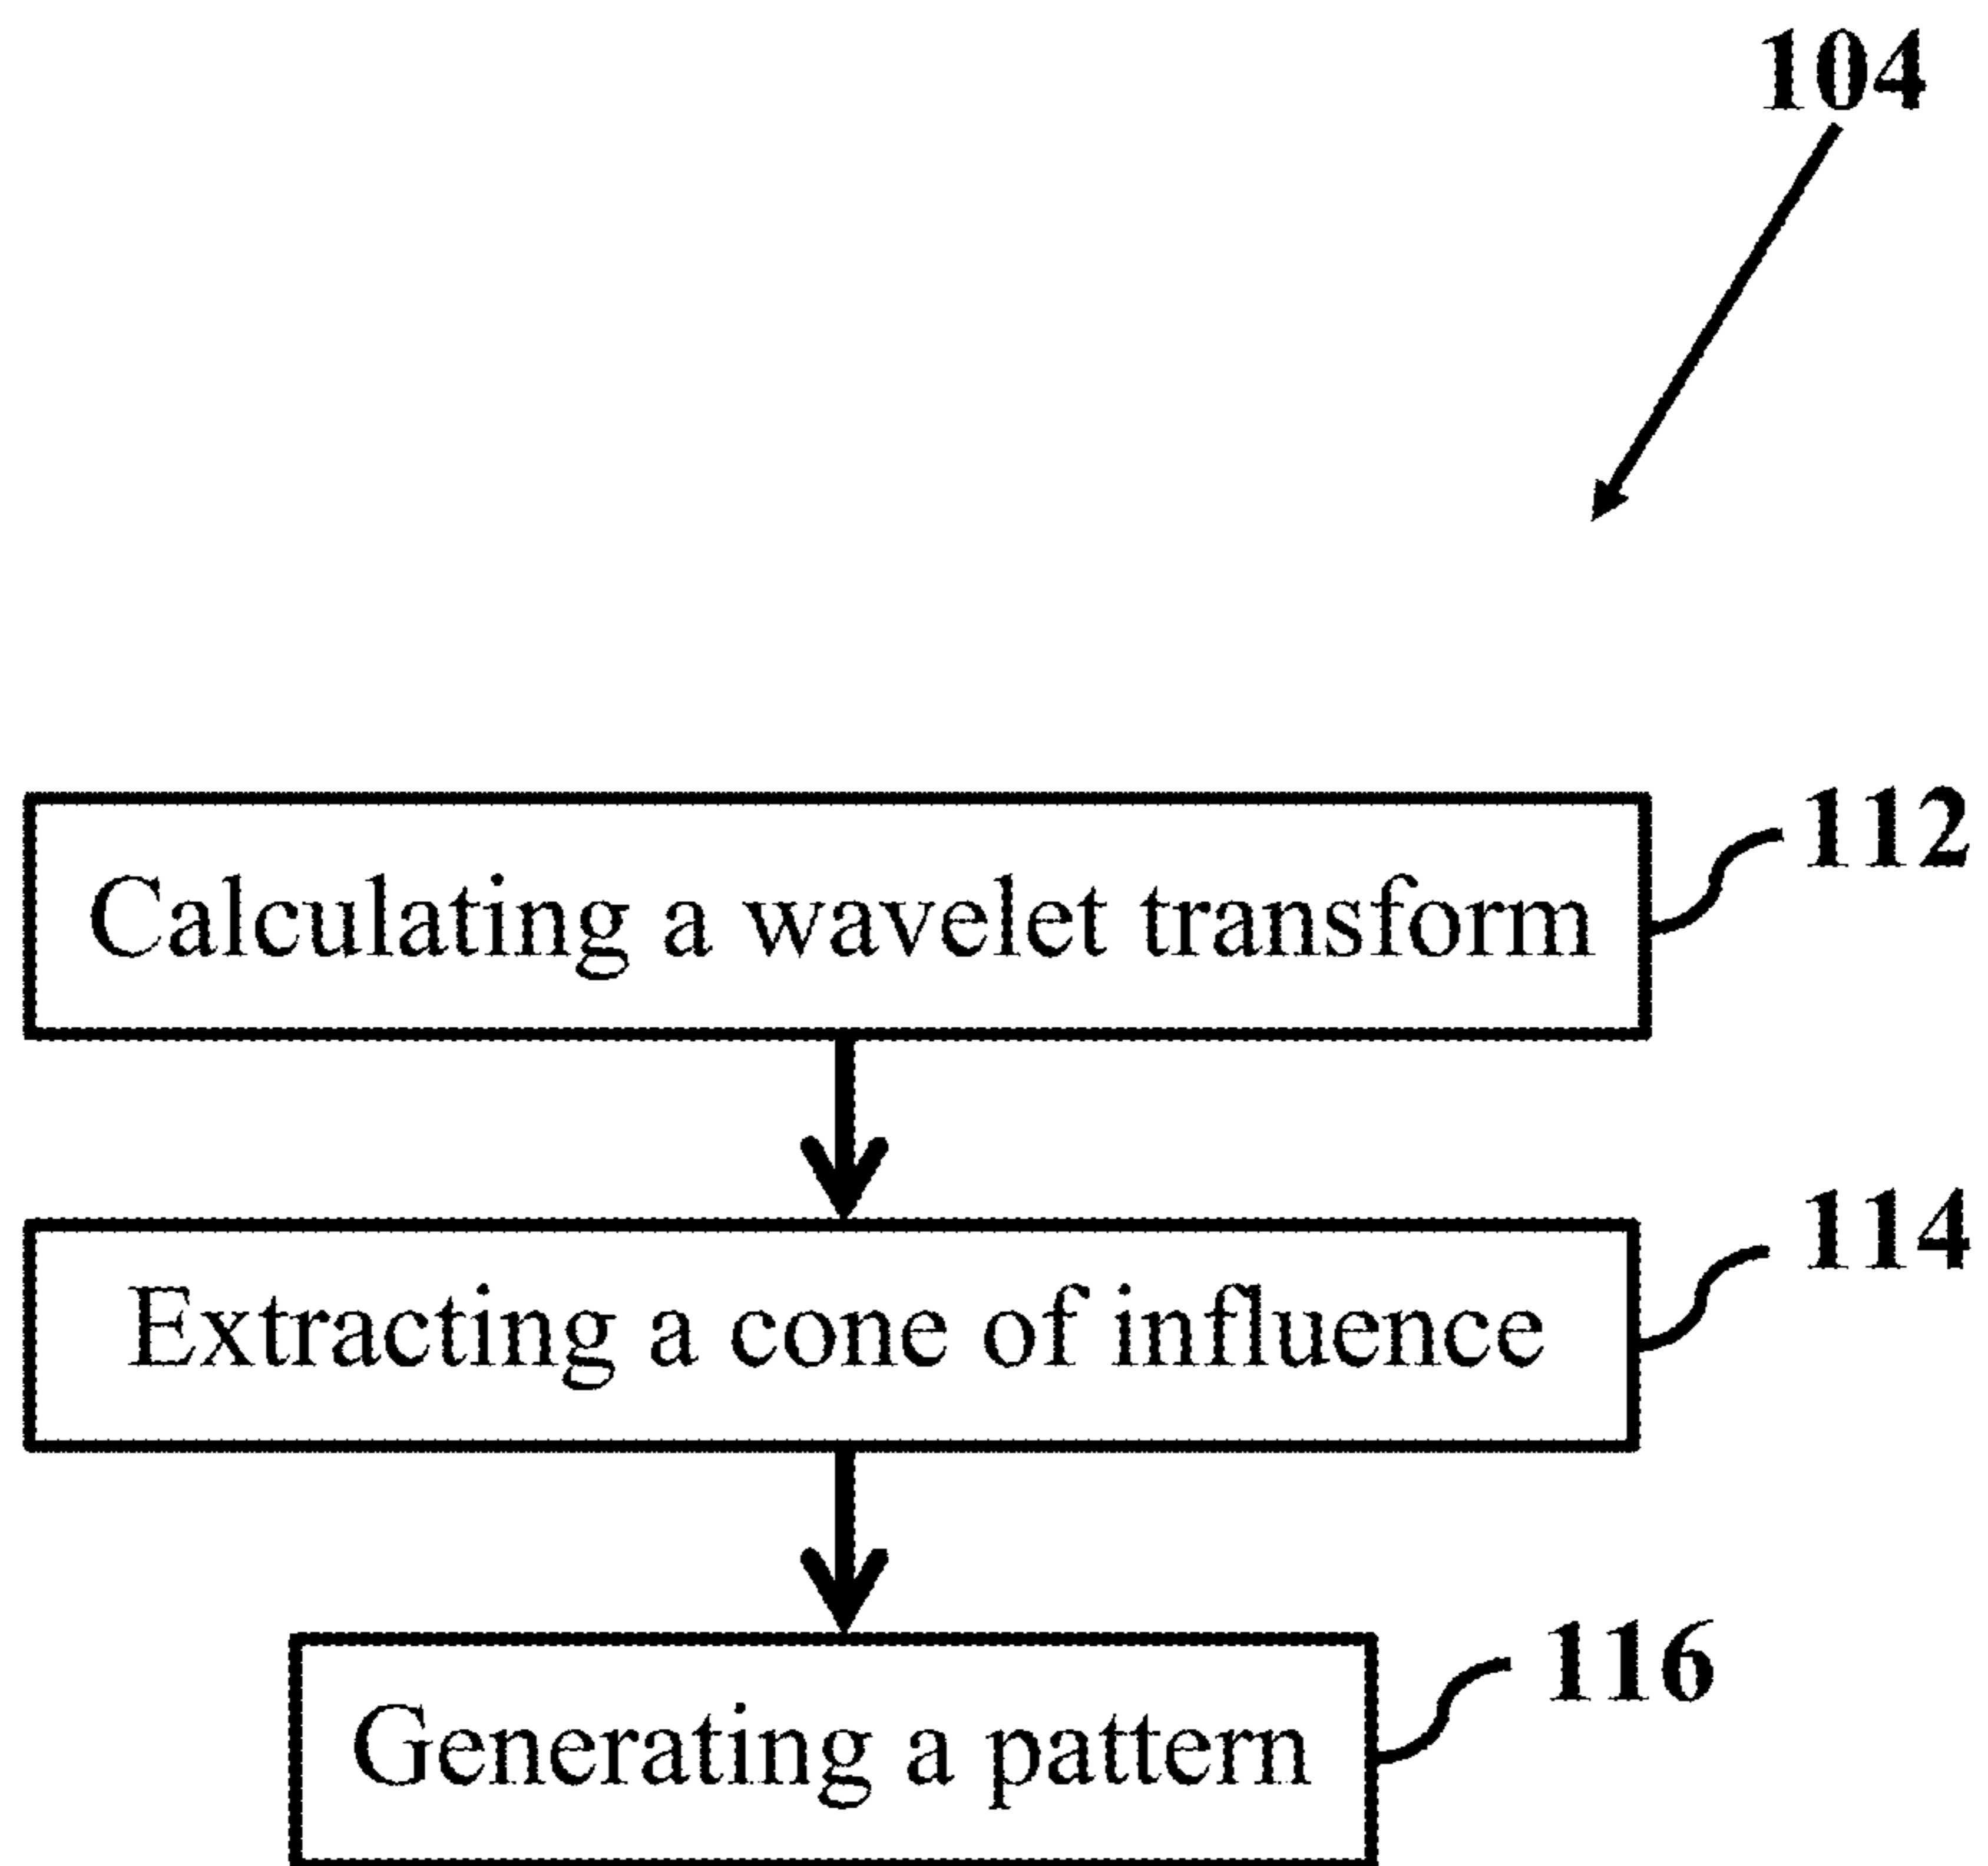 104
Calculating a wavelet transform
112
Extracting a cone of influence
114
Generating a pattern
116